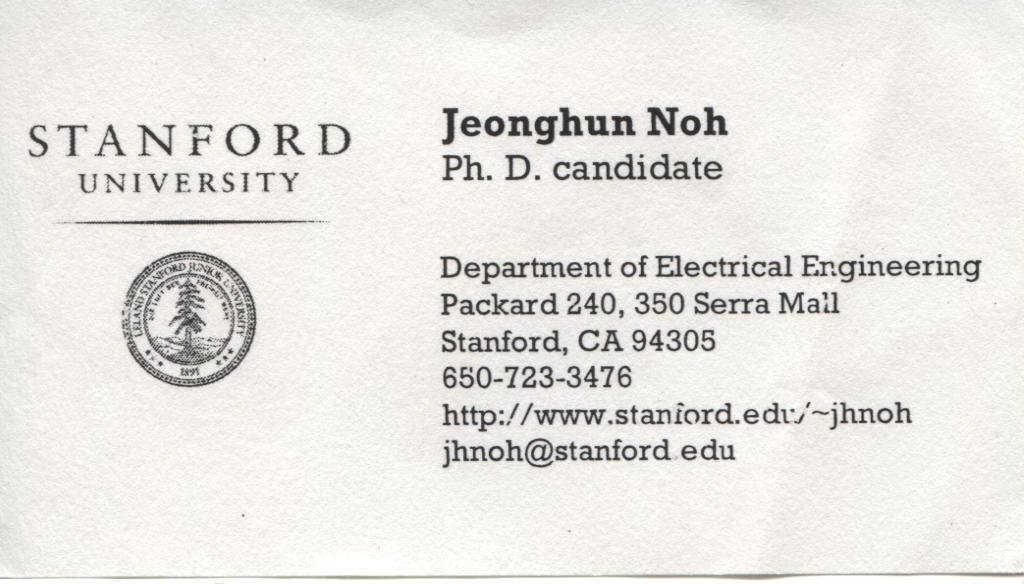 STANFORD
UNIVERSITY
LELAND STANFORD JUNIOR UNIVERSITY
1891
Jeonghun Noh
Ph. D. candidate
Department of Electrical Engineering
Packard 240, 350 Serra Mall
Stanford, CA 94305
650-723-3476
http://www.stanford.edu/~jhnoh
jhnoh@stanford.edu